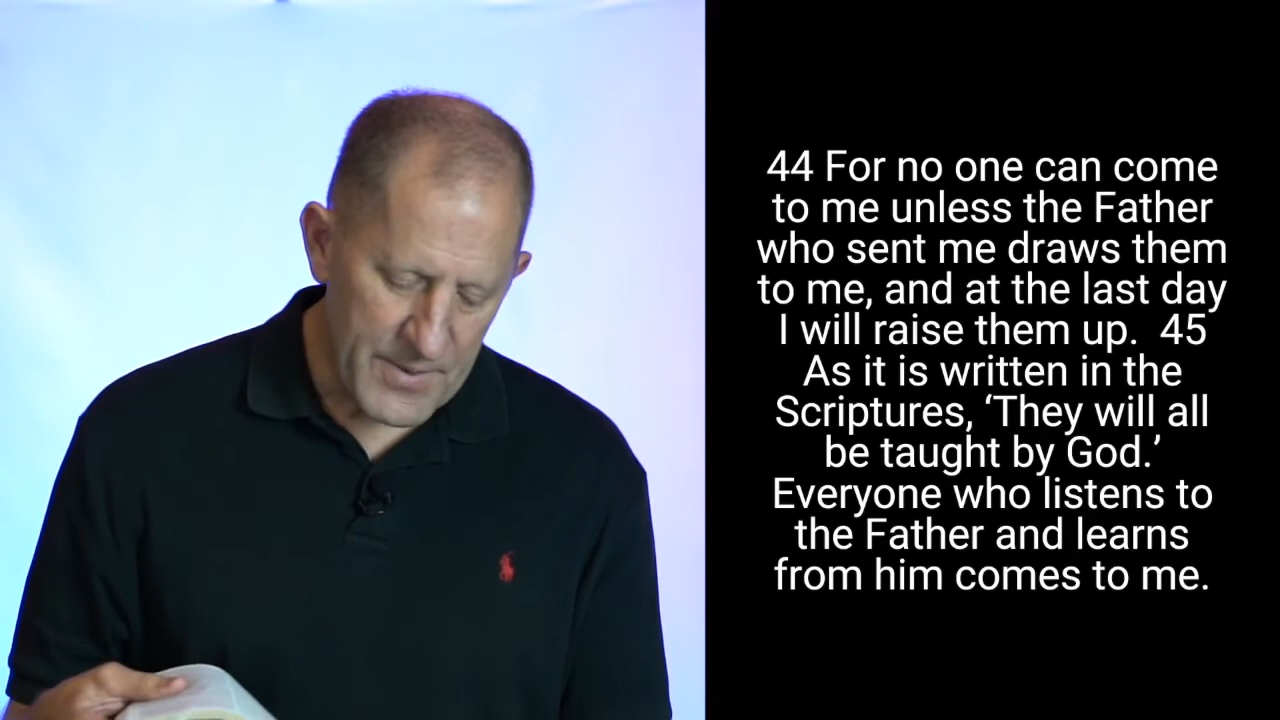 44 For no one can come
to me unless the Father
who sent me draws them
to me, and at the last day
I will raise them up.  45
As it is written in the
Scriptures, ‘They will all
be taught by God.’
Everyone who listens to
the Father and learns
from him comes to me.